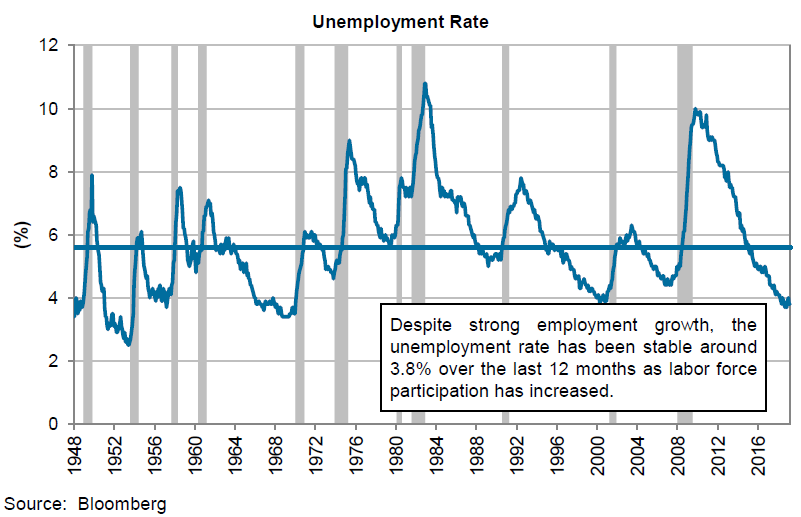 Unemployment Rate
12
10
8
6
4
2
0
(%)
Despite strong employment growth, the
unemployment rate has been stable around
3.8% over the last 12 months as labor force
participation has increased.
1948 1952 1956 1960 1964 1968 1972 1976 1980 1984 1988 1992 1996 2000 2004 2008 2012 2016
Source: Bloomberg